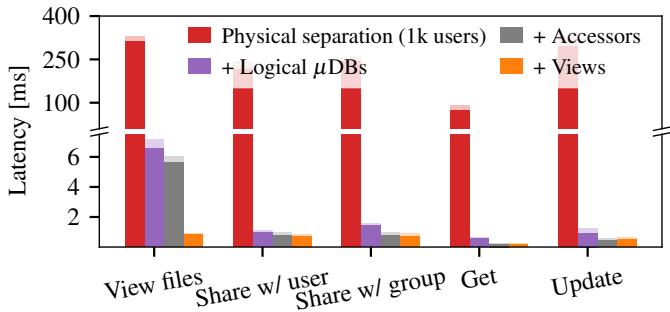 400
250
100
6
4
2
Latency [ms]
Physical separation (1k users)
+ Logical μDBs
+ Accessors
+ Views
View files
Share w/ user
Share w/ group
Get
Update